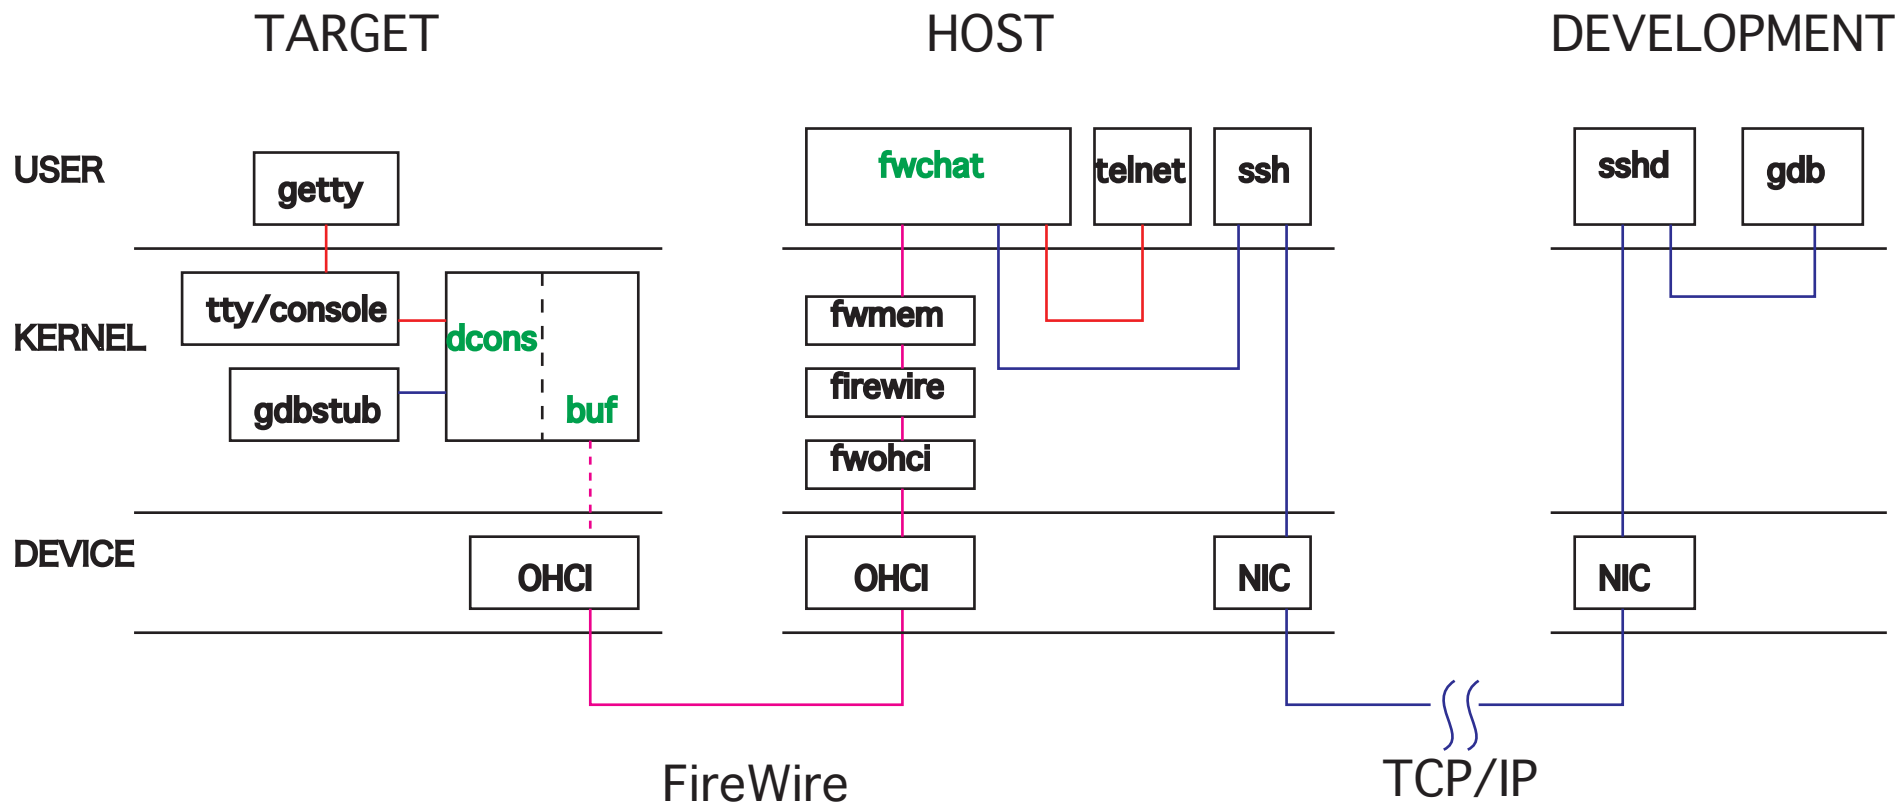 TARGET HOST DEVELOPMENT
USER
getty
fwchat
telnet
ssh
sshd
gdb
KERNEL
tty/console
dcons
gdbstub
buf
fwmem
firewire
fwohci
DEVICE
OHCI
OHCI
NIC
NIC
FireWire
TCP/IP